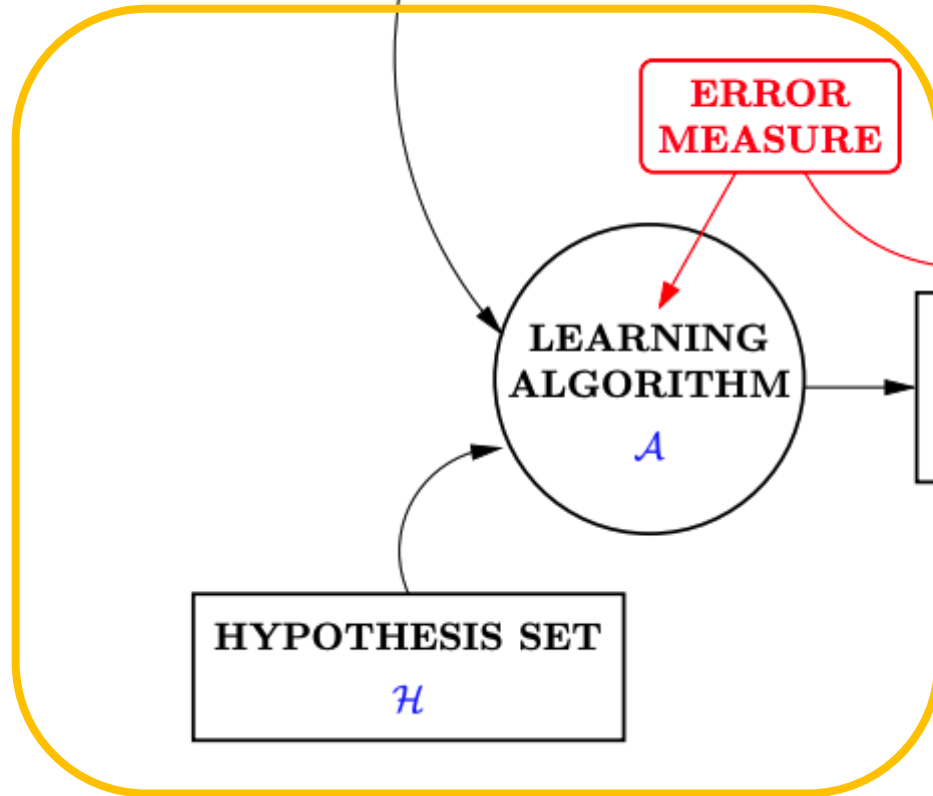 ERROR
MEASURE
LEARNING
ALGORITHM
𝒜
HYPOTHESIS SET
ℋ